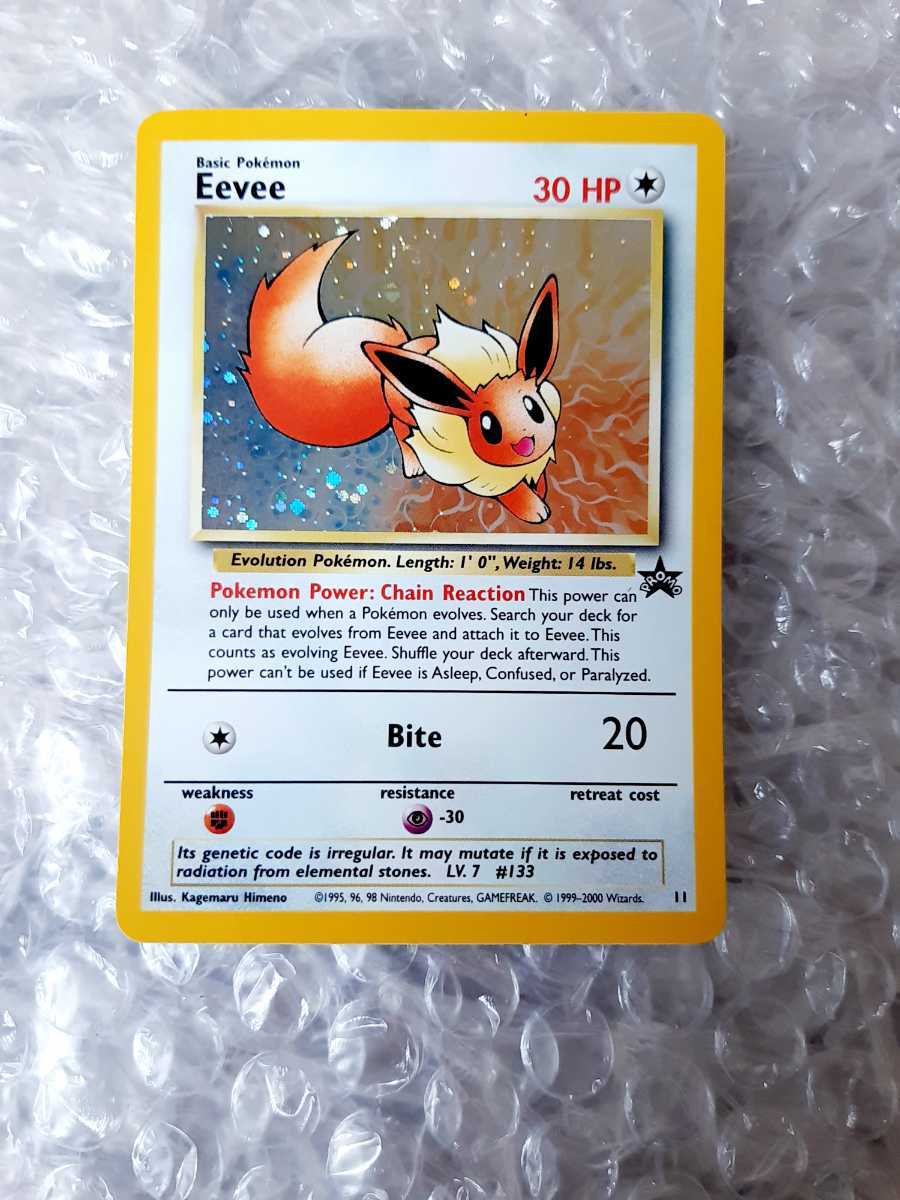 Basic Pokémon
Eevee
30 HP
Evolution Pokémon. Length: 1' 0", Weight: 14 lbs.
PROMO
Pokemon Power: Chain Reaction This power can
only be used when a Pokémon evolves. Search your deck for
a card that evolves from Eevee and attach it to Eevee. This
counts as evolving Eevee. Shuffle your deck afterward. This
power can't be used if Eevee is Asleep, Confused, or Paralyzed.
Bite 20
weakness resistance retreat cost
-30
Its genetic code is irregular. It may mutate if it is exposed to
radiation from elemental stones. LV. 7 #133
Illus. Kagemaru Himeno ©1995, 96, 98 Nintendo, Creatures, GAMEFREAK. © 1999–2000 Wizards. 11